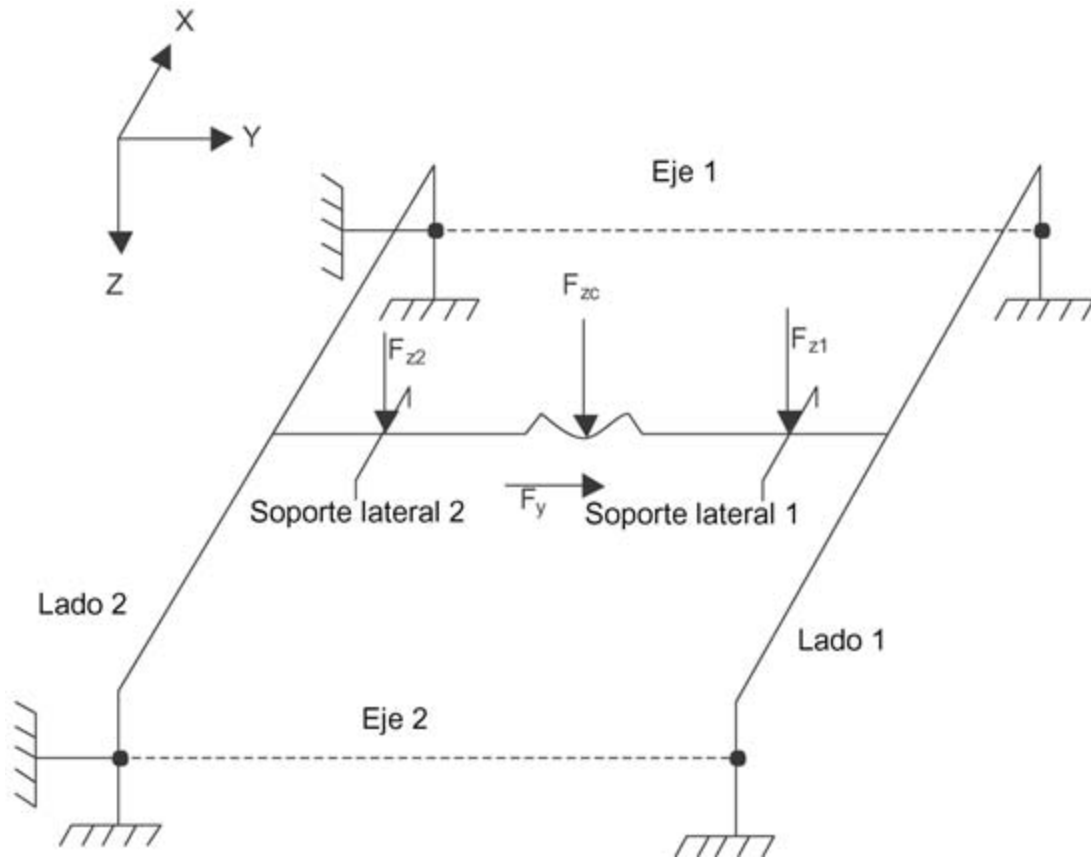 X
Y
Z
Eje 1
F_zc
F_z2
F_z1
Soporte lateral 2
F_y
Soporte lateral 1
Lado 2
Lado 1
Eje 2